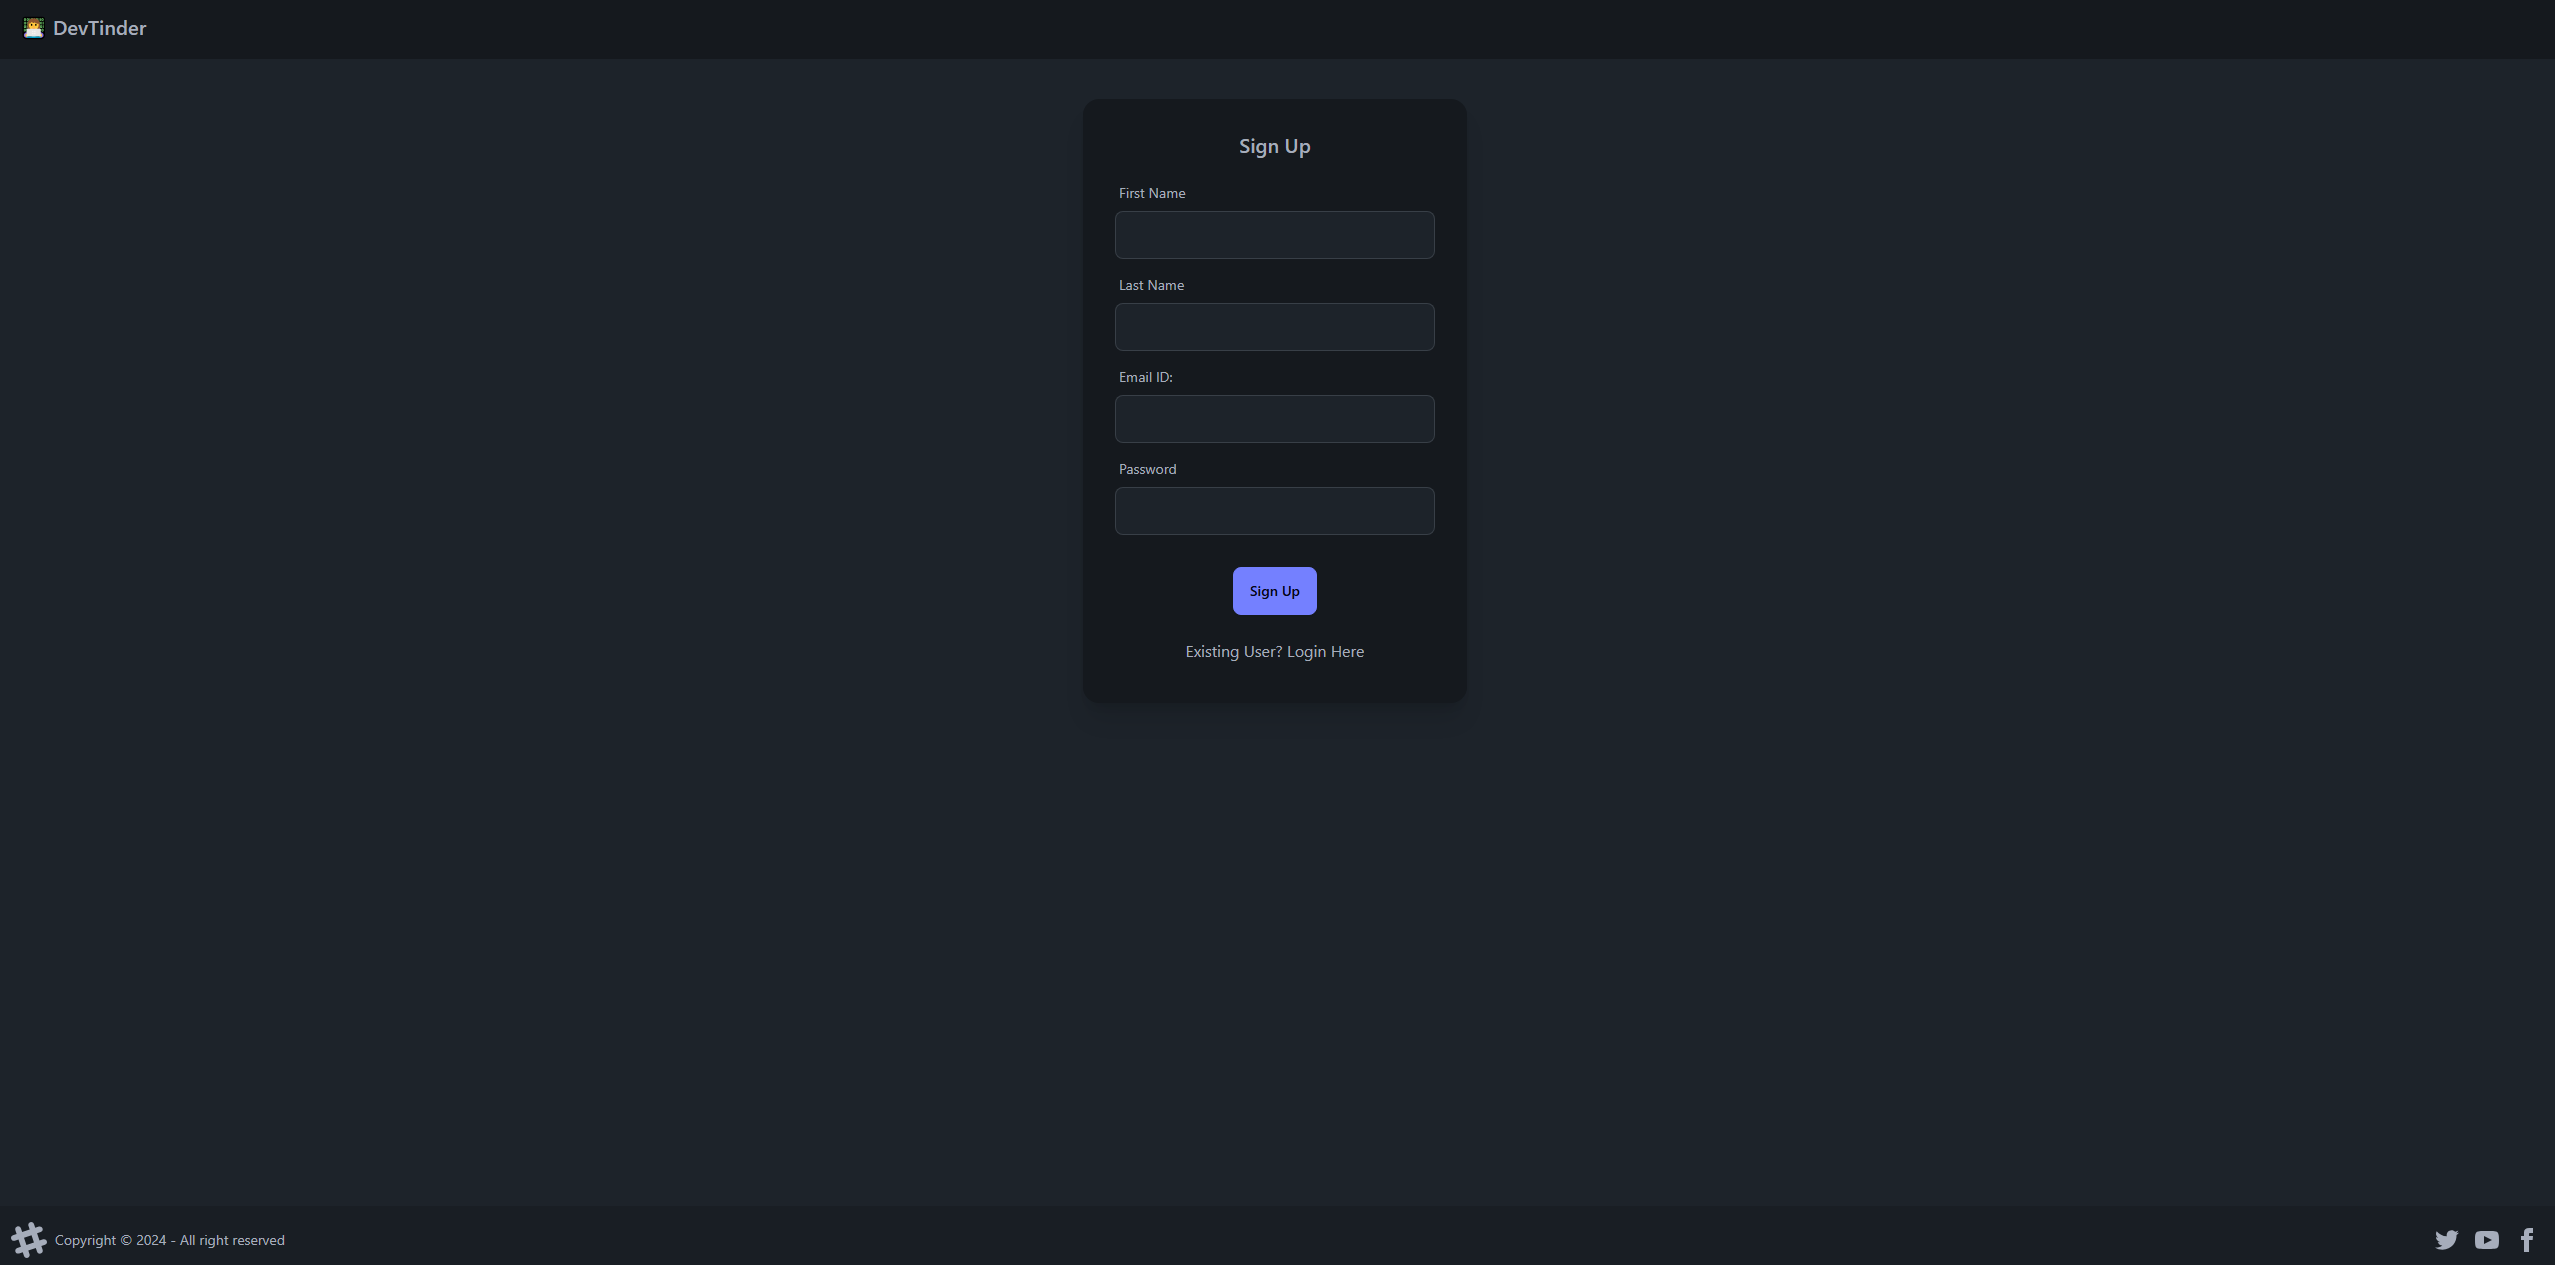 DevTinder
Sign Up
First Name
Last Name
Email ID:
Password
Sign Up
Existing User? Login Here
Copyright © 2024 - All right reserved